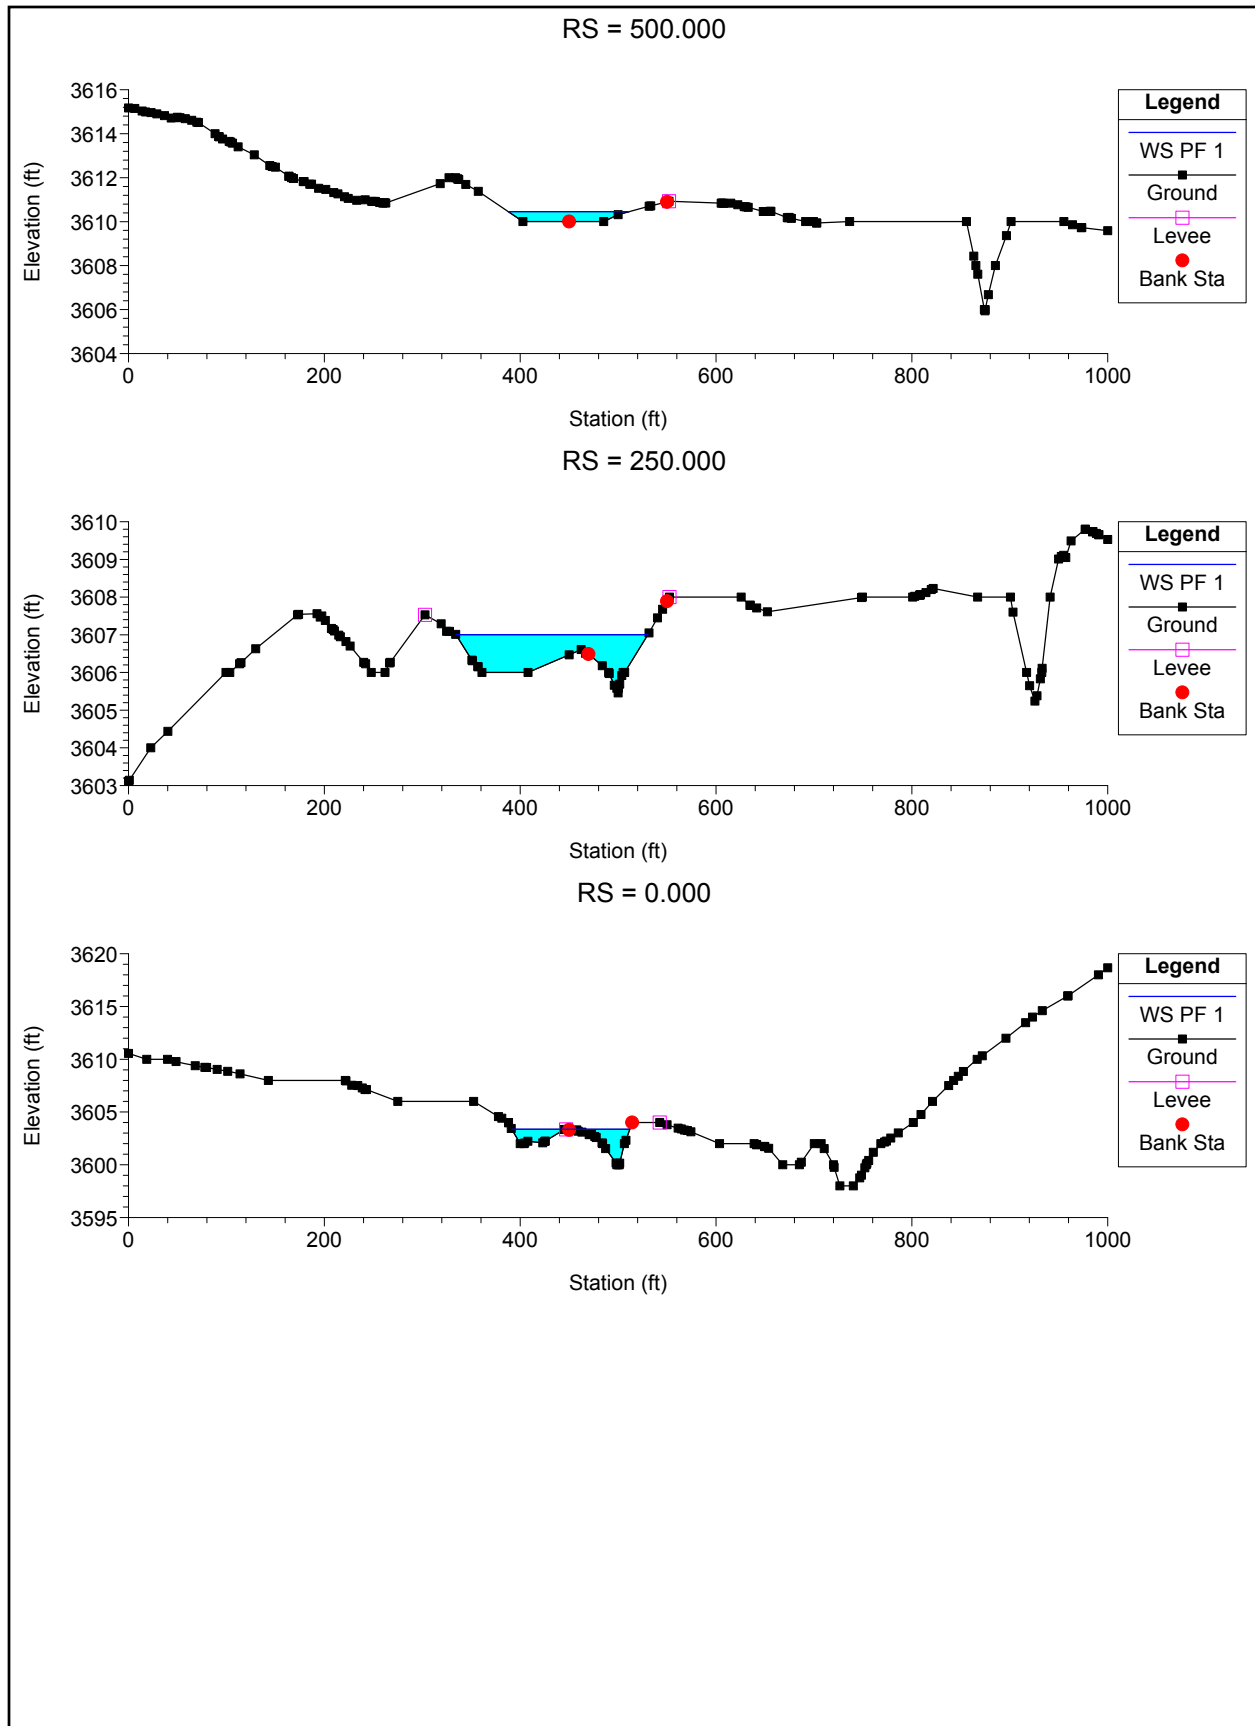 RS = 500.000
3616
3614
3612
3610
3608
3606
3604
Elevation (ft)
0 200 400 600 800 1000
Station (ft)
Legend
WS PF 1
Ground
Levee
Bank Sta
RS = 250.000
3610
3609
3608
3607
3606
3605
3604
3603
Elevation (ft)
0 200 400 600 800 1000
Station (ft)
Legend
WS PF 1
Ground
Levee
Bank Sta
RS = 0.000
3620
3615
3610
3605
3600
3595
Elevation (ft)
0 200 400 600 800 1000
Station (ft)
Legend
WS PF 1
Ground
Levee
Bank Sta